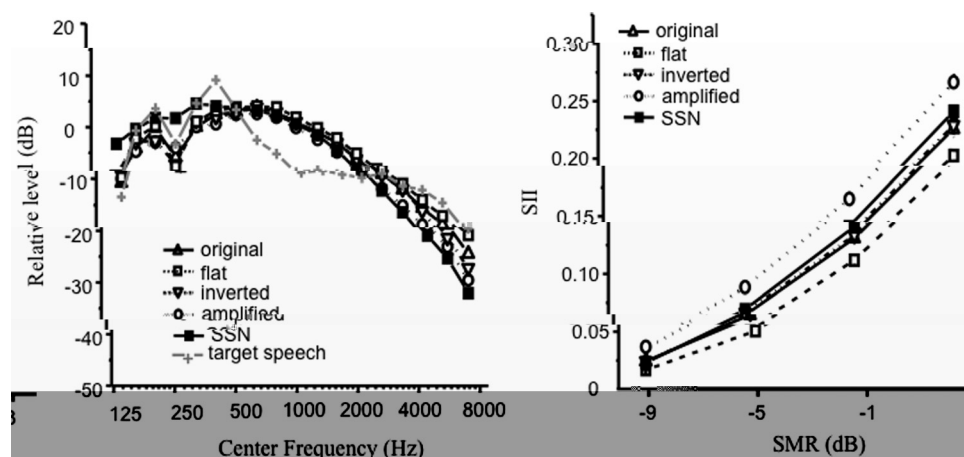 20
10
0
-10
-20
-30
-40
-50
Relative level (dB)
original
flat
inverted
amplified
SSN
target speech
125 250 500 1000 2000 4000 8000
Center Frequency (Hz)
0.30
0.25
0.20
0.15
0.10
0.05
0
SII
original
flat
inverted
amplified
SSN
-9 -5 -1
SMR (dB)